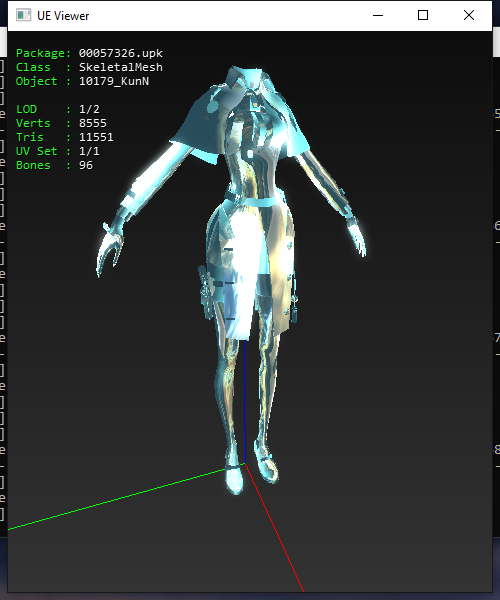 UE Viewer
Package: 00057326.upk
Class : SkeletalMesh
Object : 10179_KunN
LOD : 1/2
Verts : 8555
Tris : 11551
UV Set : 1/1
Bones : 96